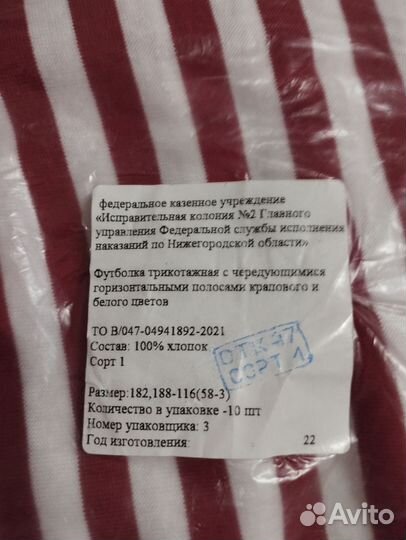 федеральное казенное учреждение
«Исправительная колония №2 Главного
управления Федеральной службы исполнения
наказаний по Нижегородской области»
Футболка трикотажная с чередующимися
горизонтальными полосами крапового и
белого цветов
ТО В/047-04941892-2021
Состав: 100% хлопок
Сорт 1
ОТК 47
СОРТ 1
Размер:182,188-116(58-3)
Количество в упаковке -10 шт
Номер упаковщика: 3
Год изготовления: 22
Avito